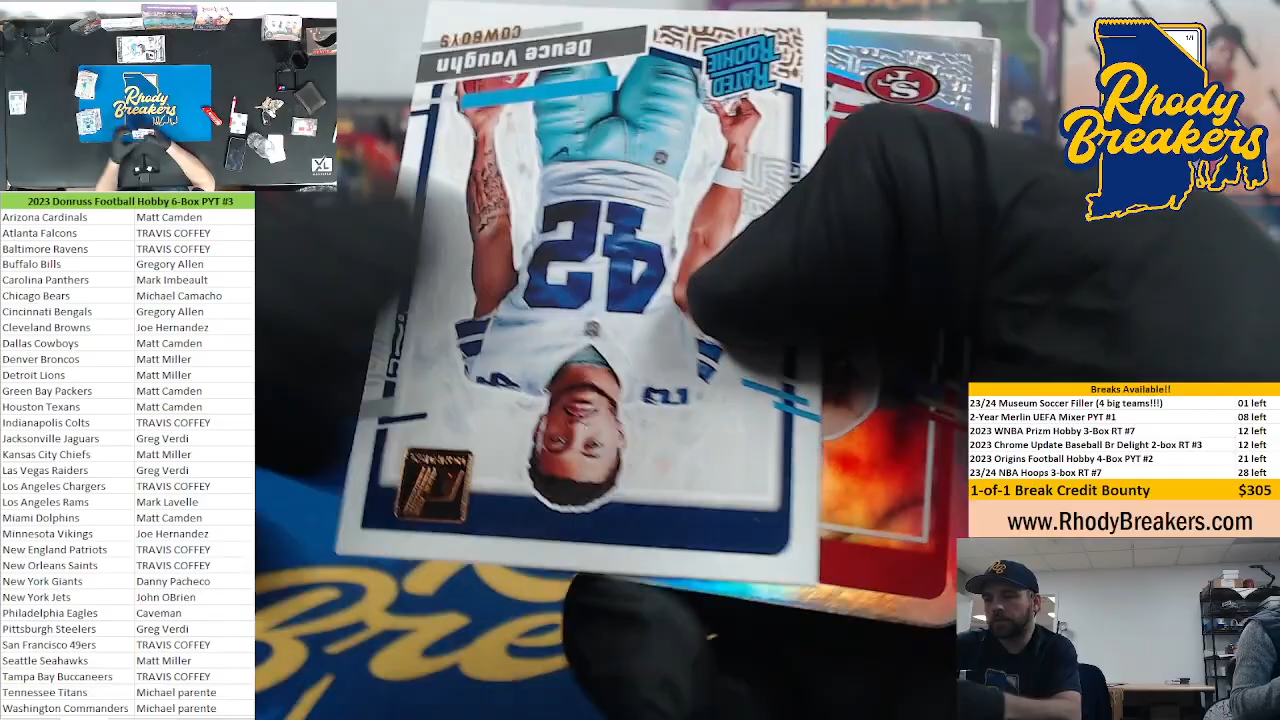 Rhody
Breakers
2023 Donruss Football Hobby 6-Box PYT #3
Arizona Cardinals Matt Camden
Atlanta Falcons TRAVIS COFFEY
Baltimore Ravens TRAVIS COFFEY
Buffalo Bills Gregory Allen
Carolina Panthers Mark Imbeault
Chicago Bears Michael Camacho
Cincinnati Bengals Gregory Allen
Cleveland Browns Joe Hernandez
Dallas Cowboys Matt Camden
Denver Broncos Matt Miller
Detroit Lions Matt Miller
Green Bay Packers Matt Camden
Houston Texans Matt Camden
Indianapolis Colts TRAVIS COFFEY
Jacksonville Jaguars Greg Verdi
Kansas City Chiefs Matt Miller
Las Vegas Raiders Greg Verdi
Los Angeles Chargers TRAVIS COFFEY
Los Angeles Rams Mark Lavelle
Miami Dolphins Matt Camden
Minnesota Vikings Joe Hernandez
New England Patriots TRAVIS COFFEY
New Orleans Saints TRAVIS COFFEY
New York Giants Danny Pacheco
New York Jets John OBrien
Philadelphia Eagles Caveman
Pittsburgh Steelers Greg Verdi
San Francisco 49ers TRAVIS COFFEY
Seattle Seahawks Matt Miller
Tampa Bay Buccaneers TRAVIS COFFEY
Tennessee Titans Michael parente
Washington Commanders Michael parente
COWBOYS
Deuce Vaughn
RATED
ROOKIE
42
SF
XL
1/1
Rhody
Breakers
Breakers Available!!
23/24 Museum Soccer Filler (4 big teams!!!) 01 left
2-Year Merlin UEFA Mixer PYT #1 08 left
2023 WNBA Prizm Hobby 3-Box RT #7 12 left
2023 Chrome Update Baseball Br Delight 2-box RT #3 12 left
2023 Origins Football Hobby 4-Box PYT #2 21 left
23/24 NBA Hoops 3-box RT #7 28 left
1-of-1 Break Credit Bounty $305
www.RhodyBreakers.com